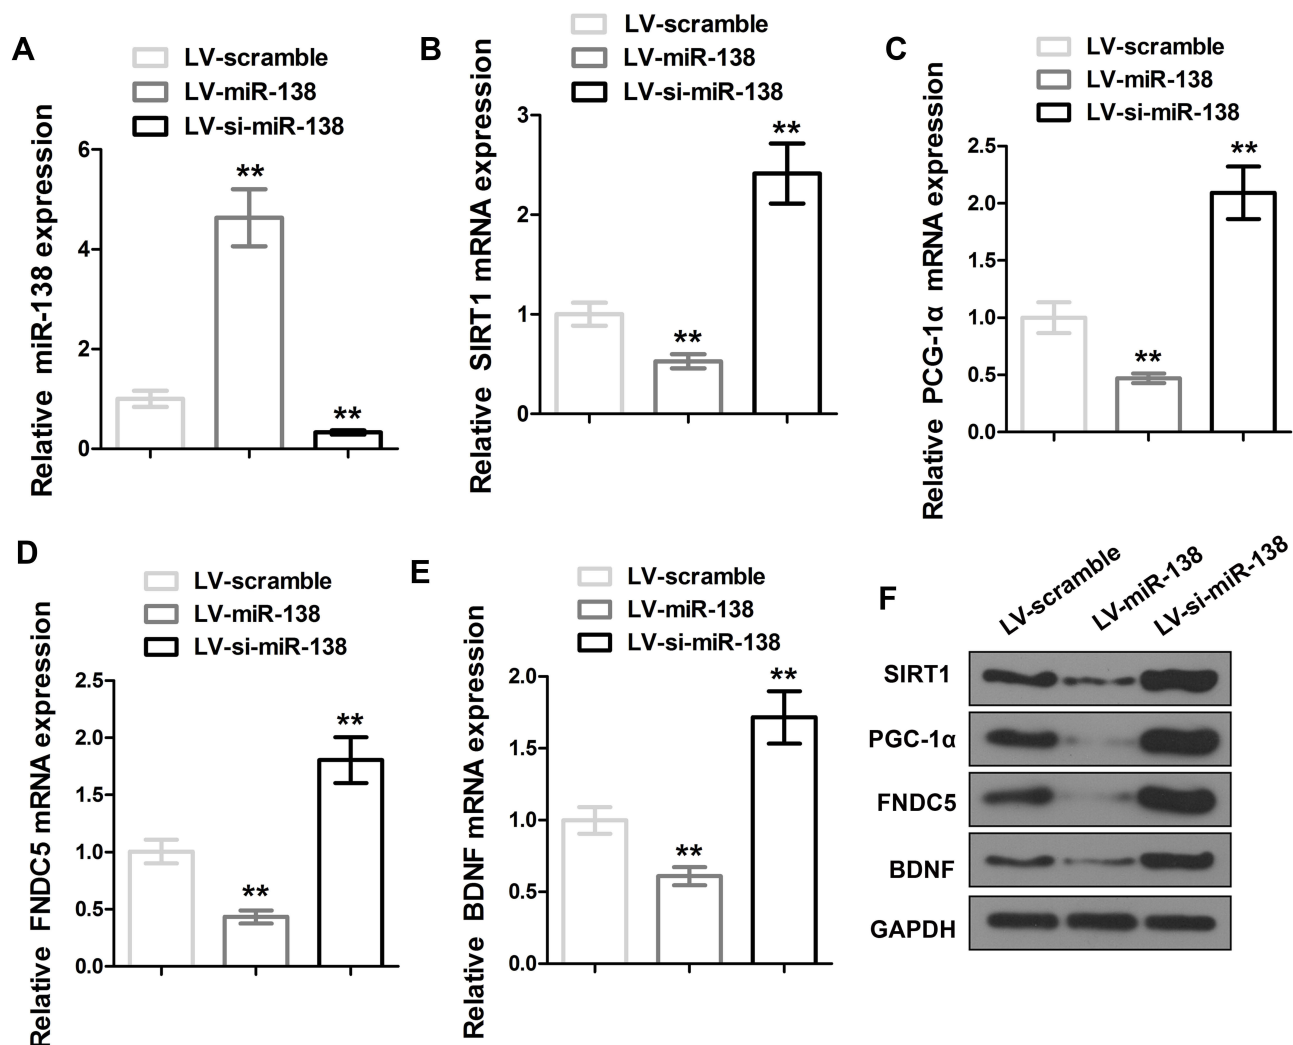 A
LV-scramble
LV-miR-138
LV-si-miR-138
Relative miR-138 expression
6
4
2
0
**
**
B
LV-scramble
LV-miR-138
LV-si-miR-138
Relative SIRT1 mRNA expression
3
2
1
0
**
**
C
LV-scramble
LV-miR-138
LV-si-miR-138
Relative PCG-1α mRNA expression
2.5
2.0
1.5
1.0
0.5
0.0
**
**
D
LV-scramble
LV-miR-138
LV-si-miR-138
Relative FNDC5 mRNA expression
2.5
2.0
1.5
1.0
0.5
0.0
**
**
E
LV-scramble
LV-miR-138
LV-si-miR-138
Relative BDNF mRNA expression
2.0
1.5
1.0
0.5
0.0
**
**
F
LV-scramble
LV-miR-138
LV-si-miR-138
SIRT1
PGC-1α
FNDC5
BDNF
GAPDH